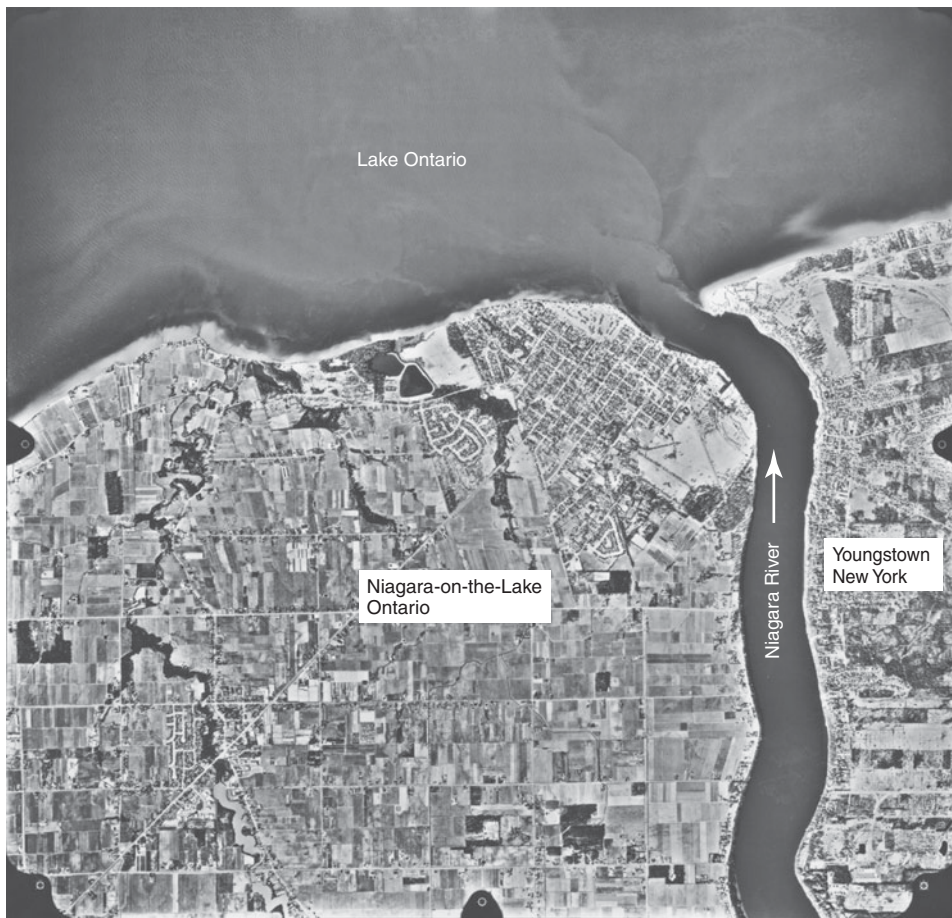 Lake Ontario
Niagara-on-the-Lake
Ontario
Niagara River
Youngstown
New York